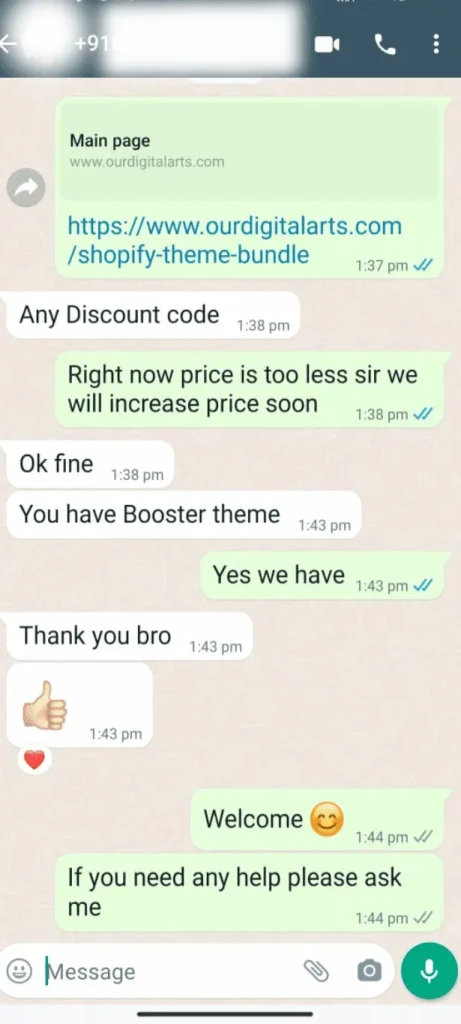 +91
Main page
www.ourdigitalarts.com
https://www.ourdigitalarts.com
/shopify-theme-bundle
1:37 pm
Any Discount code
1:38 pm
Right now price is too less sir we
will increase price soon
1:38 pm
Ok fine
1:38 pm
You have Booster theme
1:43 pm
Yes we have
1:43 pm
Thank you bro
1:43 pm
1:43 pm
Welcome 😊
1:44 pm
If you need any help please ask
me
1:44 pm
Message